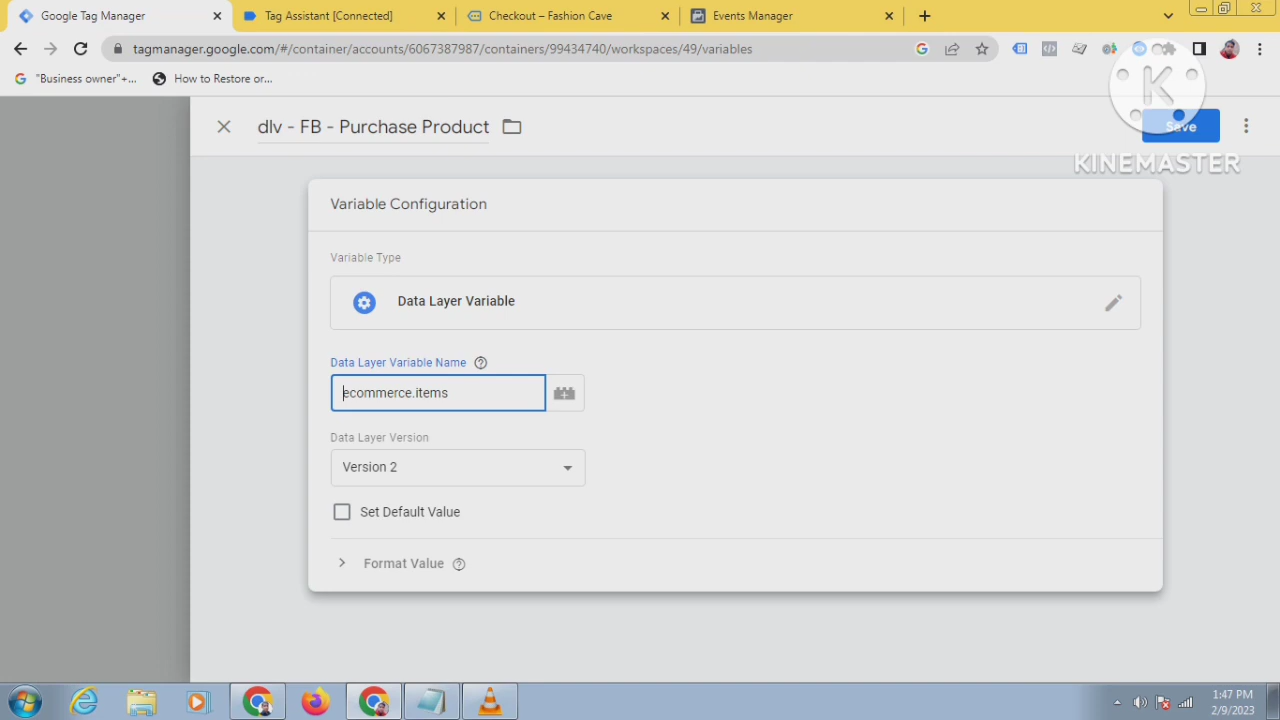 Google Tag Manager
Tag Assistant [Connected]
Checkout – Fashion Cave
Events Manager
tagmanager.google.com/#/container/accounts/6067387987/containers/99434740/workspaces/49/variables
"Business owner"+...
How to Restore or...
dlv - FB - Purchase Product
Save
K
KINEMASTER
Variable Configuration
Variable Type
Data Layer Variable
Data Layer Variable Name
ecommerce.items
Data Layer Version
Version 2
Set Default Value
Format Value
1:47 PM
2/9/2023